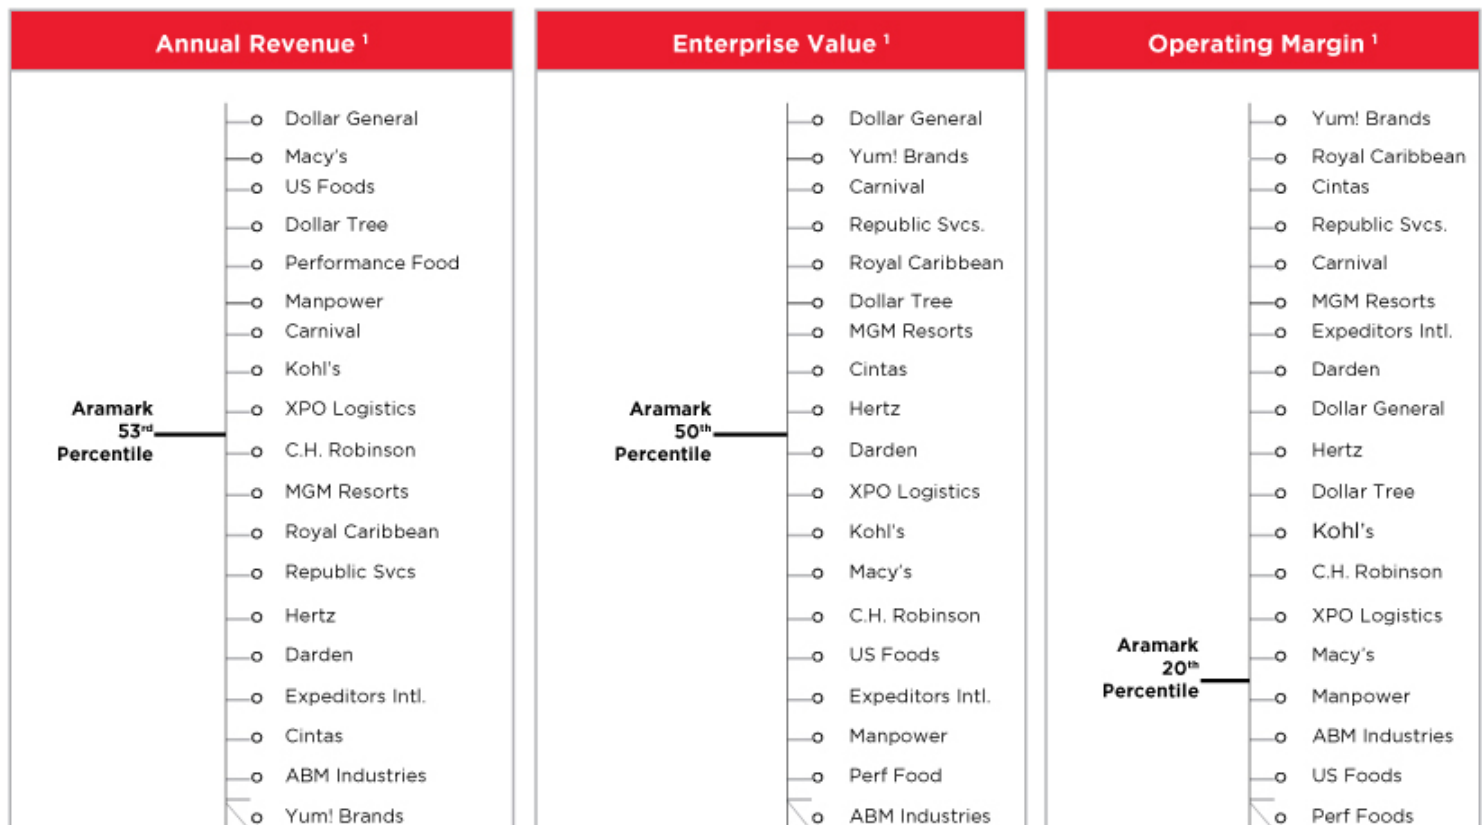 Annual Revenue ¹
Dollar General
Macy's
US Foods
Dollar Tree
Performance Food
Manpower
Carnival
Kohl's
Aramark
53rd
Percentile
XPO Logistics
C.H. Robinson
MGM Resorts
Royal Caribbean
Republic Svcs
Hertz
Darden
Expeditors Intl.
Cintas
ABM Industries
Yum! Brands
Enterprise Value ¹
Dollar General
Yum! Brands
Carnival
Republic Svcs.
Royal Caribbean
Dollar Tree
MGM Resorts
Cintas
Aramark
50th
Percentile
Hertz
Darden
XPO Logistics
Kohl's
Macy's
C.H. Robinson
US Foods
Expeditors Intl.
Manpower
Perf Food
ABM Industries
Operating Margin ¹
Yum! Brands
Royal Caribbean
Cintas
Republic Svcs.
Carnival
MGM Resorts
Expeditors Intl.
Darden
Dollar General
Hertz
Dollar Tree
Kohl's
C.H. Robinson
XPO Logistics
Aramark
20th
Percentile
Macy's
Manpower
ABM Industries
US Foods
Perf Foods